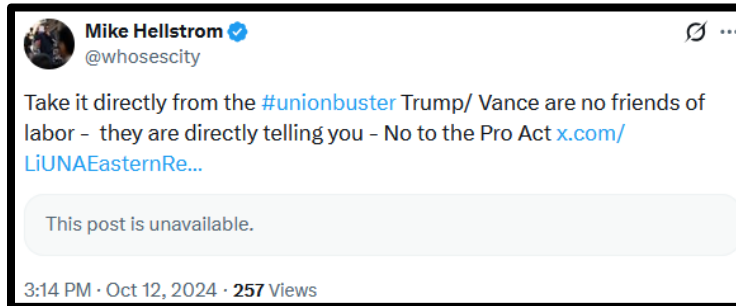 Mike Hellstrom
@whosescity
Take it directly from the #unionbuster Trump/ Vance are no friends of
labor - they are directly telling you - No to the Pro Act x.com/
LiUNAEasternRe...
This post is unavailable.
3:14 PM · Oct 12, 2024 · 257 Views